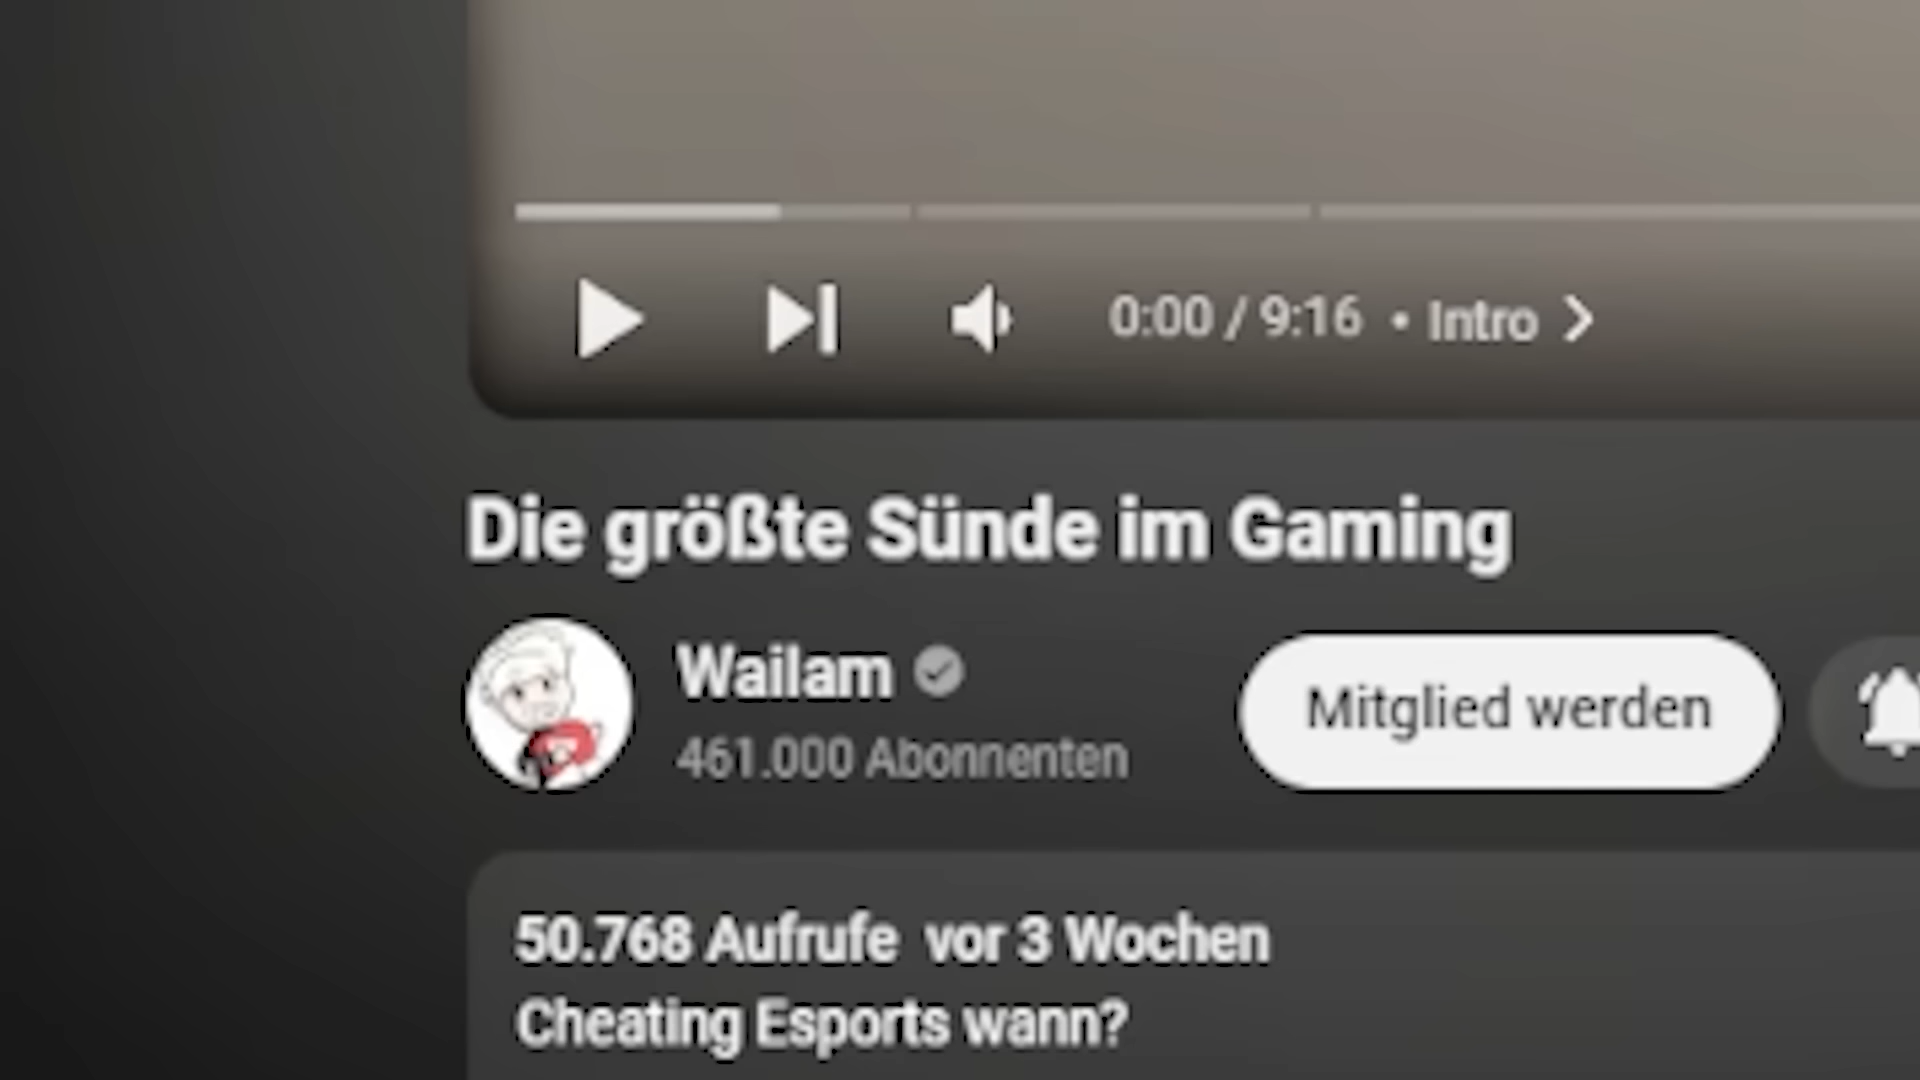 0:00 / 9:16 • Intro >
Die größte Sünde im Gaming
Wailam
461.000 Abonnenten
Mitglied werden
50.768 Aufrufe vor 3 Wochen
Cheating Esports wann?